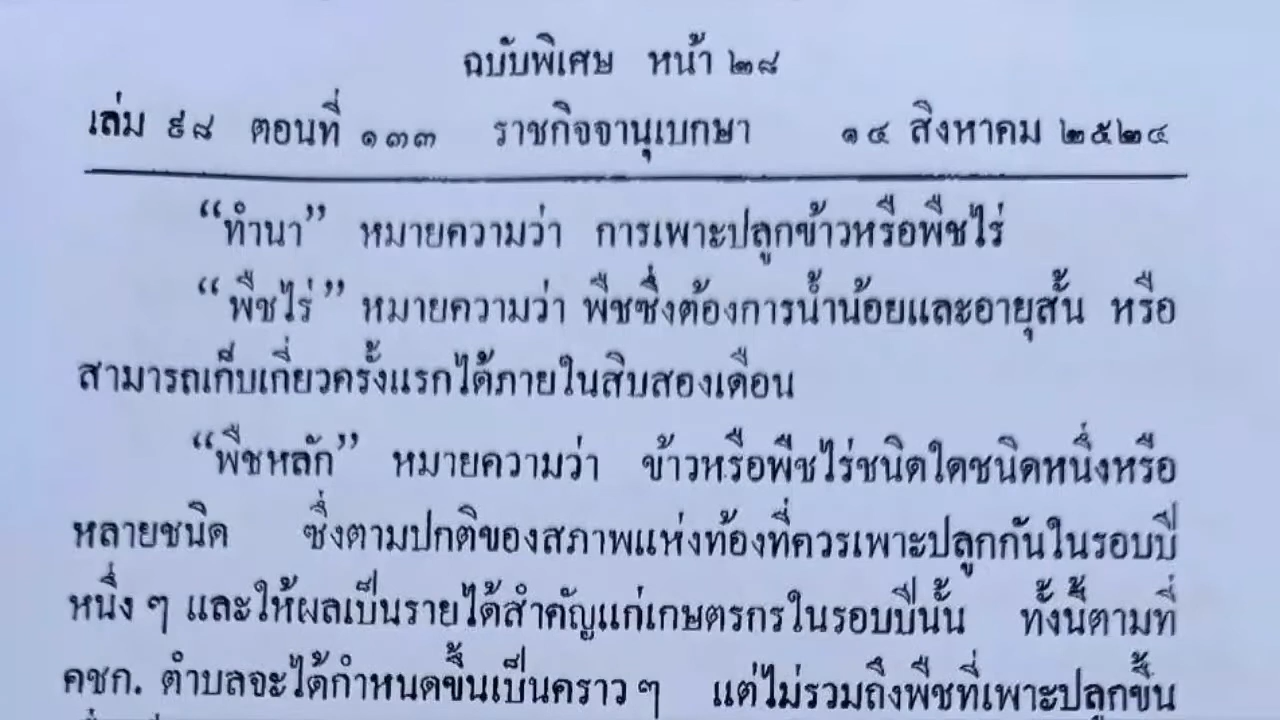 ฉบับพิเศษ หน้า ๒๘
เล่ม ๙๘ ตอนที่ ๑๓๓ ราชกิจจานุเบกษา ๑๔ สิงหาคม ๒๕๒๔
“ทำนา” หมายความว่า การเพาะปลูกข้าวหรือพืชไร่
“พืชไร่” หมายความว่า พืชซึ่งต้องการน้ำน้อยและอายุสั้น หรือ
สามารถเก็บเกี่ยวครั้งแรกได้ภายในสิบสองเดือน
“พืชหลัก” หมายความว่า ข้าวหรือพืชไร่ชนิดใดชนิดหนึ่งหรือ
หลายชนิด ซึ่งตามปกติของสภาพแห่งท้องที่ควรเพาะปลูกกันในรอบปี
หนึ่ง ๆ และให้ผลเป็นรายได้สำคัญแก่เกษตรกรในรอบปีนั้น ทั้งนี้ตามที่
คชก. ตำบลจะได้กำหนดขึ้นเป็นคราว ๆ แต่ไม่รวมถึงพืชที่เพาะปลูกขึ้น